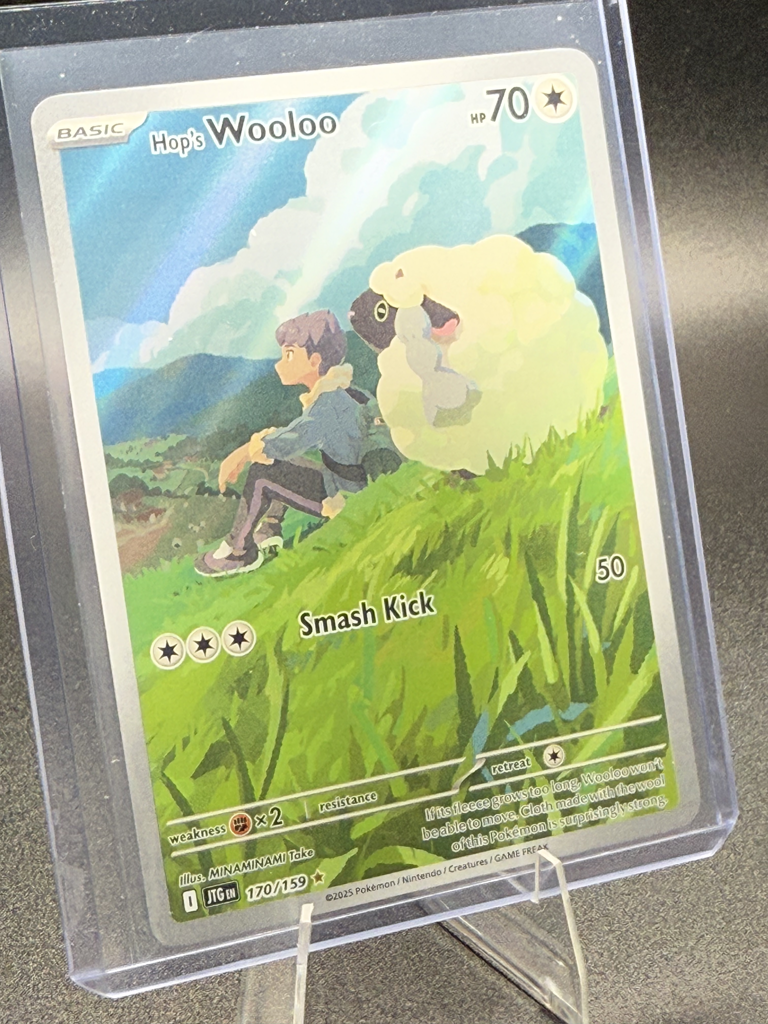 BASIC Hop's Wooloo HP 70
Smash Kick 50
weakness ×2 resistance retreat
If its fleece grows too long, Wooloo won't
be able to move. Cloth made with the wool
of this Pokémon is surprisingly strong.
Illus. MINAMINAMI Take
I JTG EN 170/159
©2025 Pokémon / Nintendo / Creatures / GAME FREAK